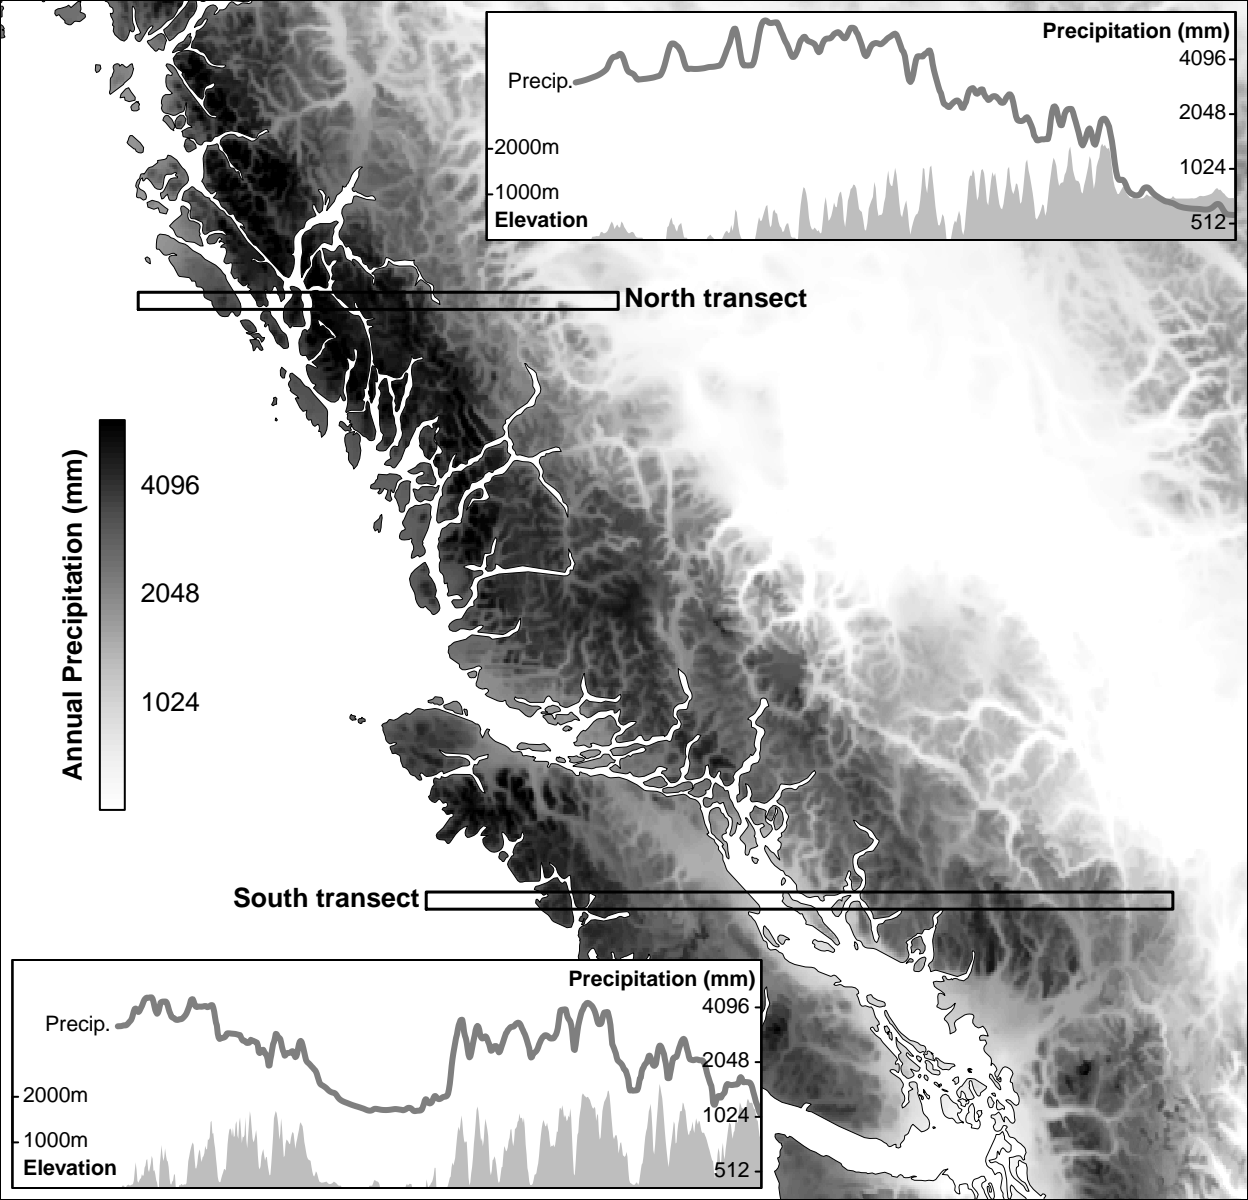 Precipitation (mm)
4096
Precip.
2048
2000m
1024
1000m
Elevation
512
North transect
Annual Precipitation (mm)
4096
2048
1024
South transect
Precipitation (mm)
4096
Precip.
2048
2000m
1024
1000m
Elevation
512